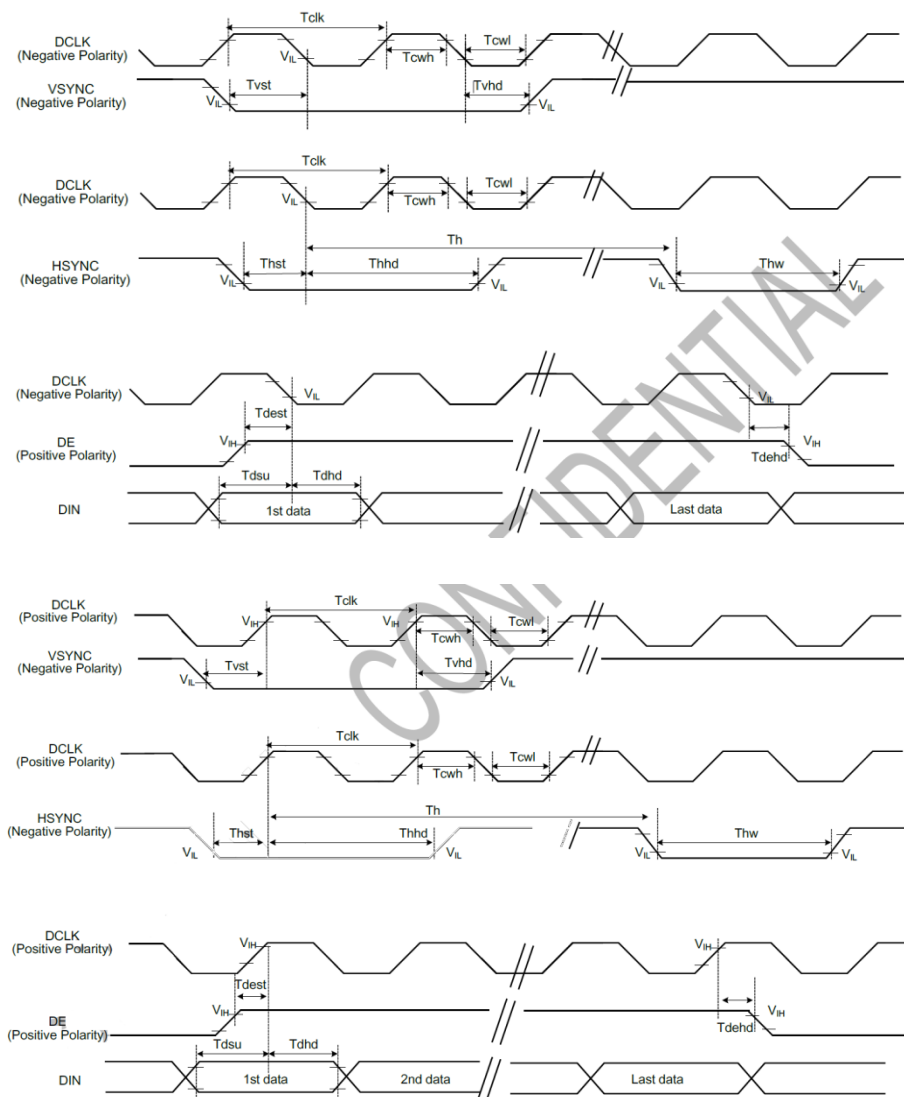 Tclk
DCLK
(Negative Polarity)
VIL
Tcwh
Tcwl
VSYNC
(Negative Polarity)
VIL
Tvst
Tvhd
VIL
Tclk
DCLK
(Negative Polarity)
VIL
Tcwh
Tcwl
Th
HSYNC
(Negative Polarity)
VIL
Thst
Thhd
VIL
VIL
Thw
VIL
DCLK
(Negative Polarity)
VIL
VIL
Tdest
DE
(Positive Polarity)
VIH
VIH
Tdehd
Tdsu
Tdhd
DIN
1st data
Last data
CONFIDENTIAL
DCLK
(Positive Polarity)
Tclk
VIH
VIH
Tcwh
Tcwl
VSYNC
(Negative Polarity)
Tvst
Tvhd
VIL
VIL
DCLK
(Positive Polarity)
Tclk
Tcwh
Tcwl
Th
HSYNC
(Negative Polarity)
Thst
Thhd
Thw
VIL
VIL
VIL
VIL
DCLK
(Positive Polarity)
VIH
VIH
Tdest
DE
(Positive Polarity)
VIH
VIH
Tdehd
Tdsu
Tdhd
DIN
1st data
2nd data
Last data